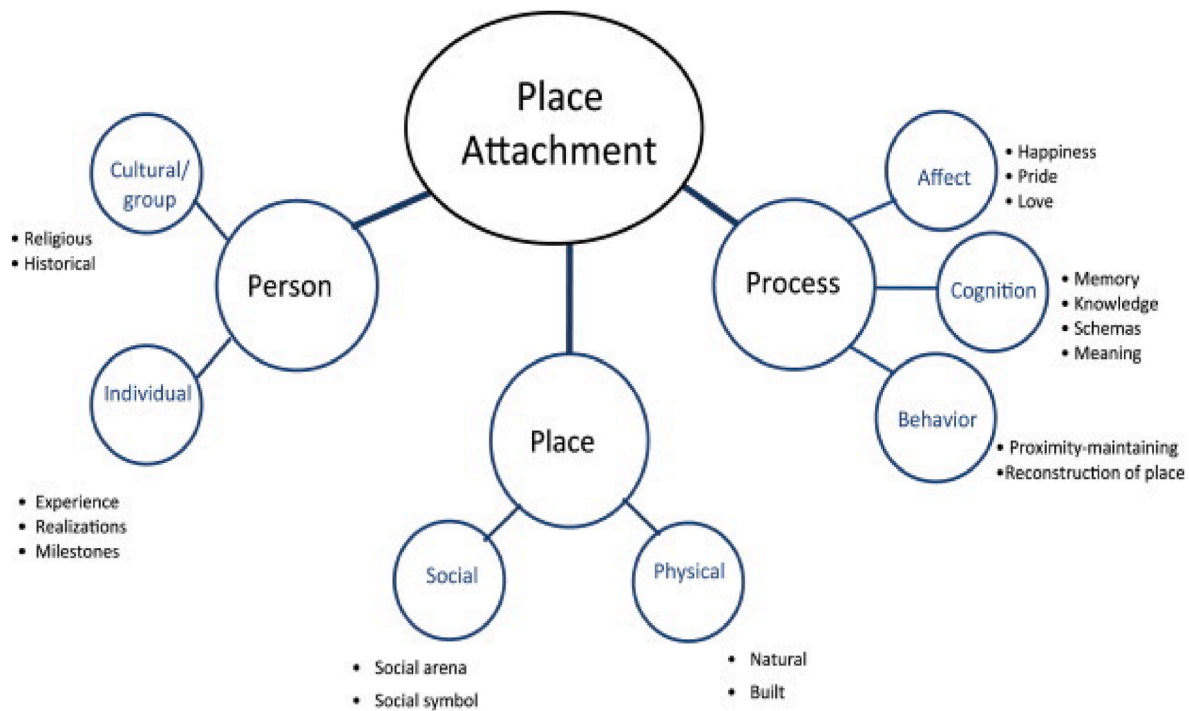 Place
Attachment
Cultural/
group
• Religious
• Historical
Person
Individual
• Experience
• Realizations
• Milestones
Place
Social
• Social arena
• Social symbol
Physical
• Natural
• Built
Process
Affect
• Happiness
• Pride
• Love
Cognition
• Memory
• Knowledge
• Schemas
• Meaning
Behavior
• Proximity-maintaining
•Reconstruction of place